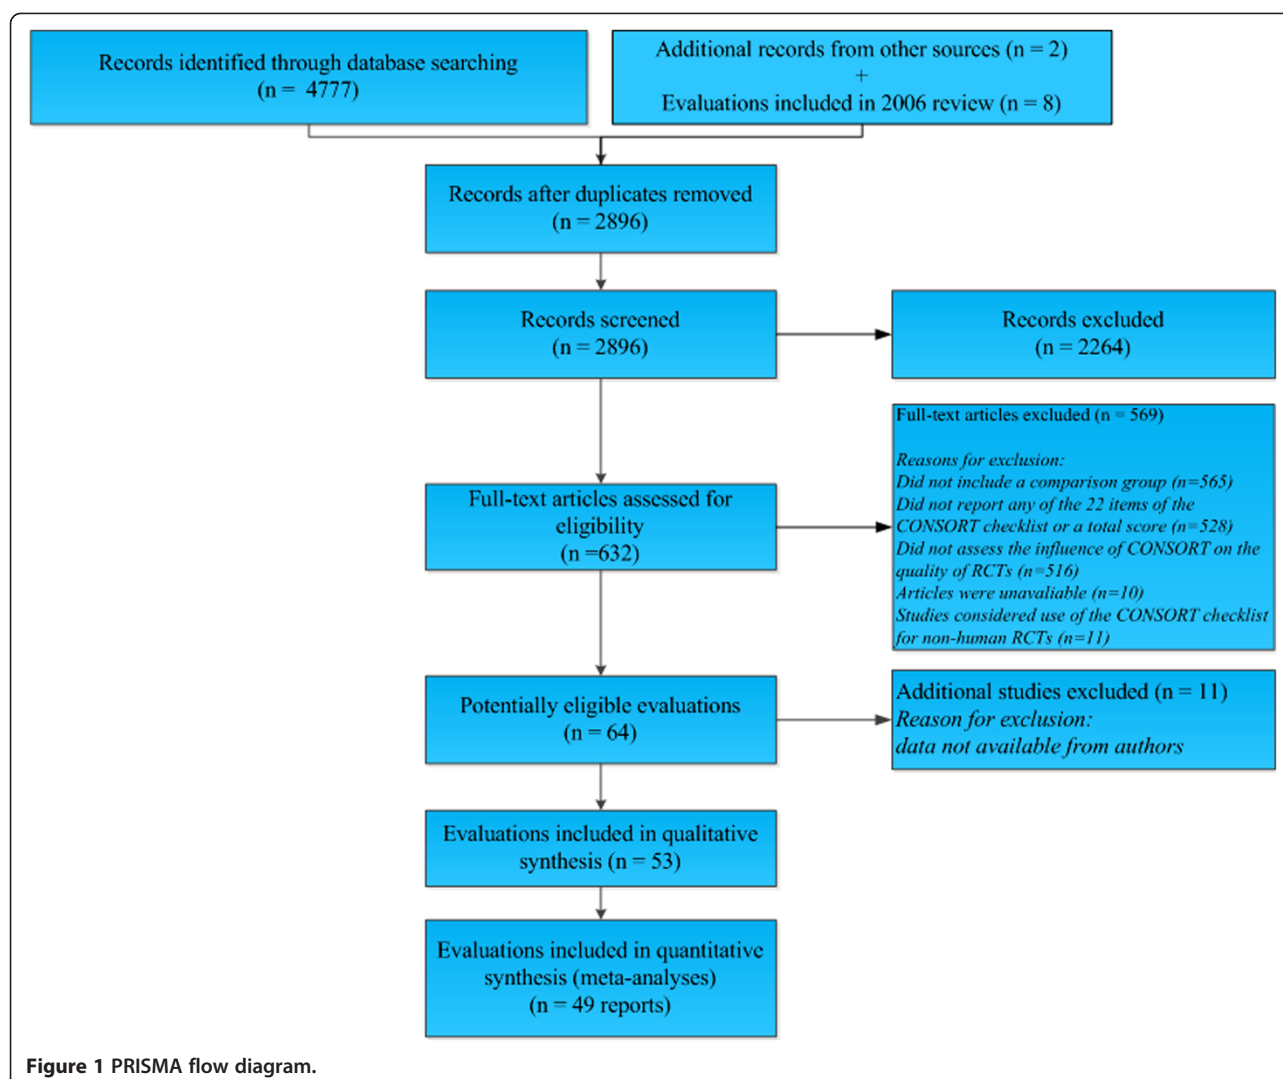 Records identified through database searching
(n = 4777)
Additional records from other sources (n = 2)
+
Evaluations included in 2006 review (n = 8)
Records after duplicates removed
(n = 2896)
Records screened
(n = 2896)
Records excluded
(n = 2264)
Full-text articles assessed for
eligibility
(n =632)
Full-text articles excluded (n = 569)
Reasons for exclusion:
Did not include a comparison group (n=565)
Did not report any of the 22 items of the
CONSORT checklist or a total score (n=528)
Did not assess the influence of CONSORT on the
quality of RCTs (n=516)
Articles were unavaliable (n=10)
Studies considered use of the CONSORT checklist
for non-human RCTs (n=11)
Potentially eligible evaluations
(n = 64)
Additional studies excluded (n = 11)
Reason for exclusion:
data not available from authors
Evaluations included in qualitative
synthesis (n = 53)
Evaluations included in quantitative
synthesis (meta-analyses)
(n = 49 reports)
Figure 1 PRISMA flow diagram.